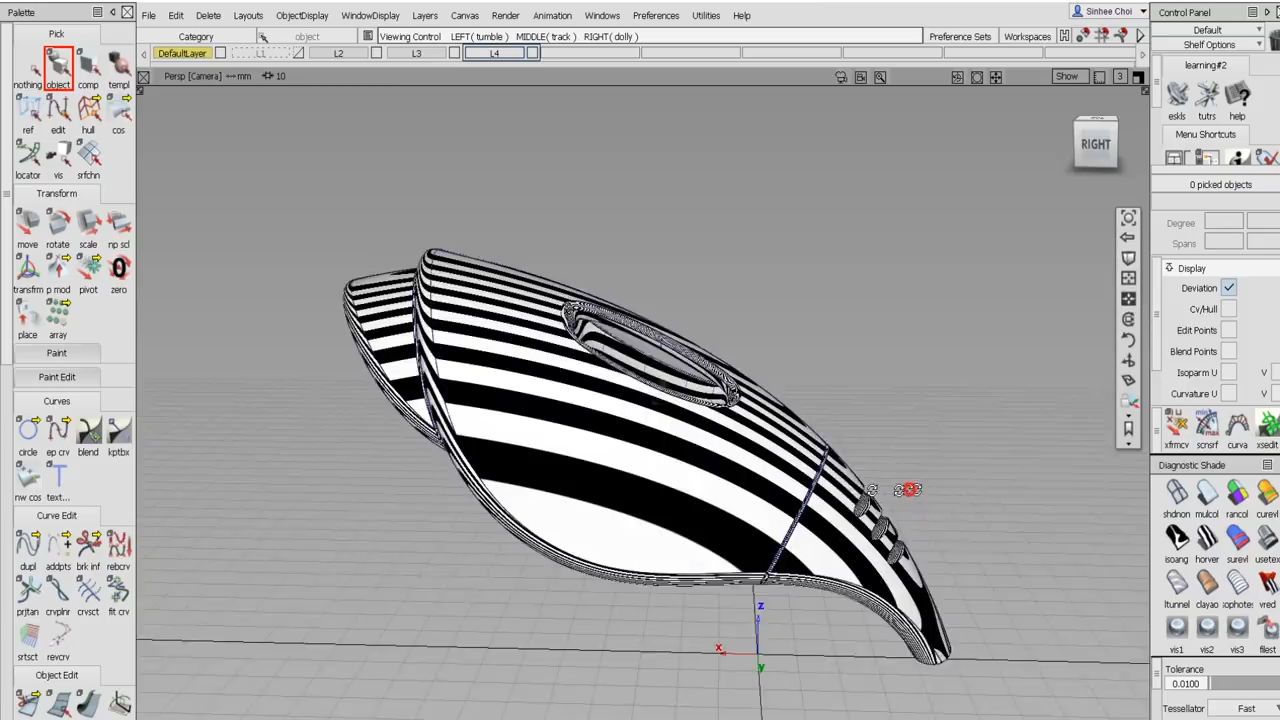 Palette
File Edit Delete Layouts ObjectDisplay WindowDisplay Layers Canvas Render Animation Windows Preferences Utilities Help
Sinhee Choi
Control Panel
Pick
Category object Viewing Control LEFT( tumble ) MIDDLE( track ) RIGHT( dolly ) Preference Sets Workspaces
Default
Shelf Options
DefaultLayer L1 L2 L3 L4
Persp [Camera] mm 10 Show 3
learning#2
nothing object comp templ
eskls tutrs help
ref edit hull cos
Menu Shortcuts
RIGHT
locator vis srfchn
0 picked objects
Transform
Degree
Spans
move rotate scale np scl
Display
Deviation
transfrm p mod pivot zero
Cv/Hull
place array
Edit Points
Paint
Blend Points
Paint Edit
Isoparm U V
Curvature U V
Curves
circle ep crv blend kptbx
xfrmcv scnsrf curva xsedit
nw cos text...
Diagnostic Shade
Curve Edit
shdnon mulcol rancol curevl
dupl addpts brk inf rebcrv
isoang horver surevl usetex
prjtan crvplnr crvsct fit crv
ltunnel clayao sophotes vred
srtsct revcrv
vis1 vis2 vis3 filest
z
x
y
Object Edit
Tolerance
0.0100
Tessellator Fast